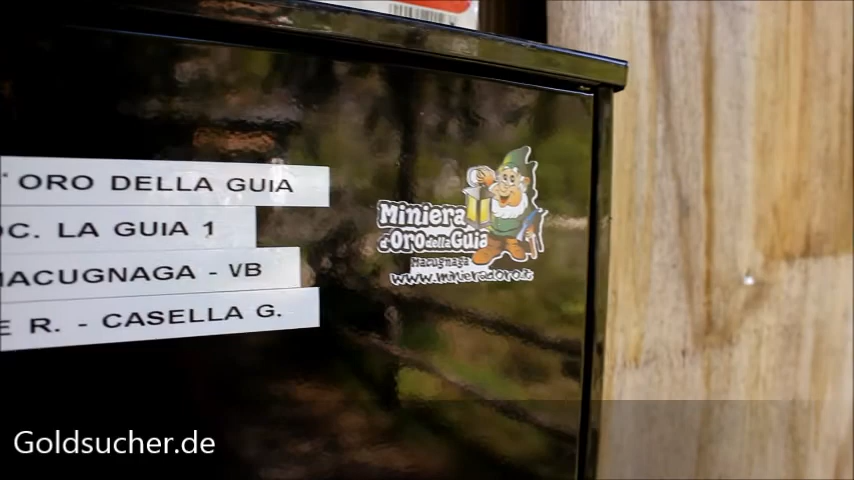 ORO DELLA GUIA
OC. LA GUIA 1
MACUGNAGA - VB
E R. - CASELLA G.
Miniera
d'Oro della Guia
Macugnaga
www.minieradoro.it
Goldsucher.de